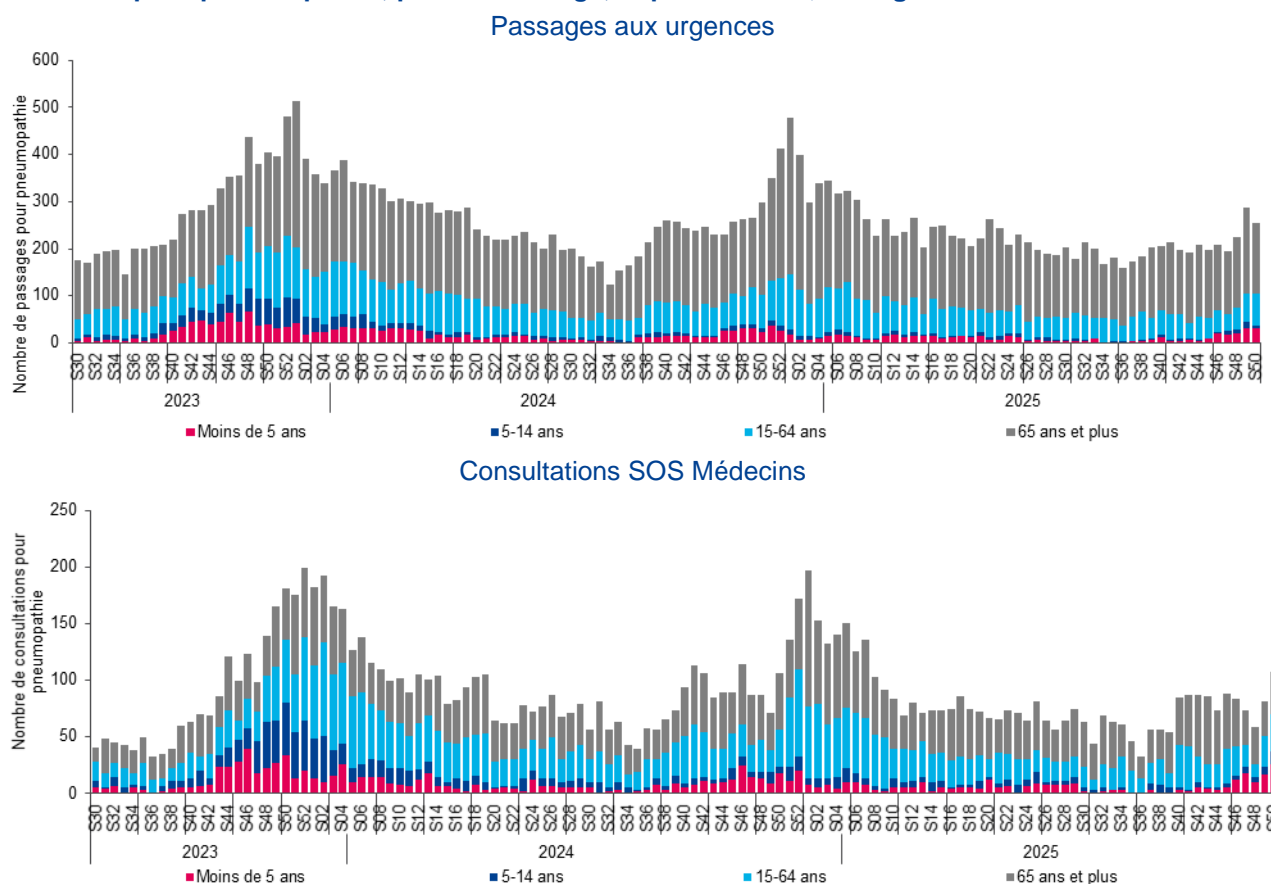 Passages aux urgences
Nombre de passages pour pneumopathie
600
500
400
300
200
100
0
S30 S32 S34 S36 S38 S40 S42 S44 S46 S48 S50 S52 S02 S04 S06 S08 S10 S12 S14 S16 S18 S20 S22 S24 S26 S28 S30 S32 S34 S36 S38 S40 S42 S44 S46 S48 S50 S52 S02 S04 S06 S08 S10 S12 S14 S16 S18 S20 S22 S24 S26 S28 S30 S32 S34 S36 S38 S40 S42 S44 S46 S48 S50
2023 2024 2025
Moins de 5 ans 5-14 ans 15-64 ans 65 ans et plus
Consultations SOS Médecins
Nombre de consultations pour
pneumopathie
250
200
150
100
50
0
S30 S32 S34 S36 S38 S40 S42 S44 S46 S48 S50 S52 S02 S04 S06 S08 S10 S12 S14 S16 S18 S20 S22 S24 S26 S28 S30 S32 S34 S36 S38 S40 S42 S44 S46 S48 S50 S52 S02 S04 S06 S08 S10 S12 S14 S16 S18 S20 S22 S24 S26 S28 S30 S32 S34 S36 S38 S40 S42 S44 S46 S48 S50
2023 2024 2025
Moins de 5 ans 5-14 ans 15-64 ans 65 ans et plus